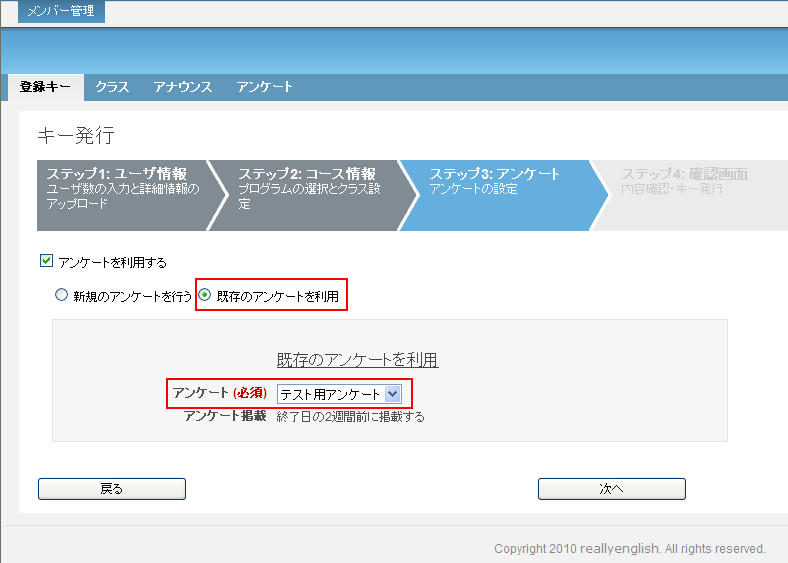 メンバー管理
登録キー クラス アナウンス アンケート
キー発行
ステップ1: ユーザ情報
ユーザ数の入力と詳細情報の
アップロード
ステップ2: コース情報
プログラムの選択とクラス設
定
ステップ3: アンケート
アンケートの設定
ステップ4: 確認画面
内容確認・キー発行
アンケートを利用する
新規のアンケートを行う 既存のアンケートを利用
既存のアンケートを利用
アンケート (必須) テスト用アンケート
アンケート掲載 終了日の2週間前に掲載する
戻る 次へ
Copyright 2010 reallyenglish. All rights reserved.